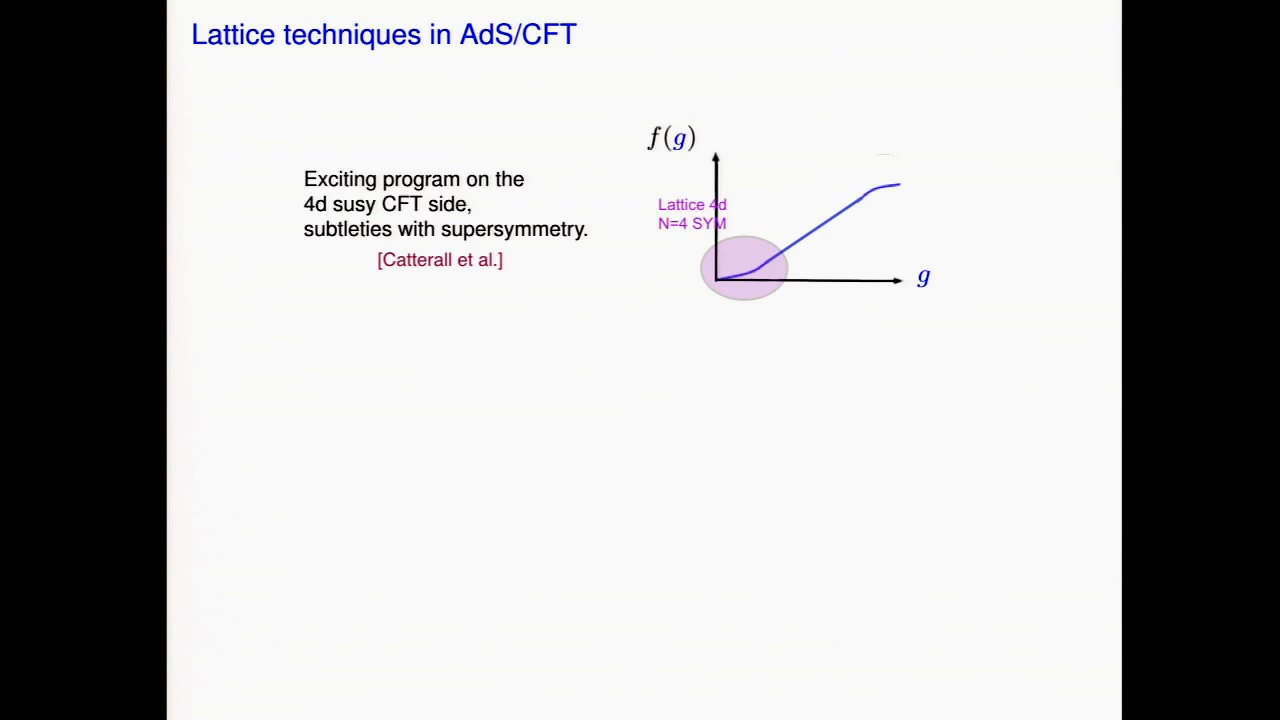 Lattice techniques in AdS/CFT
Exciting program on the
4d susy CFT side,
subtleties with supersymmetry.
[Catterall et al.]
f(g)
Lattice 4d
N=4 SYM
g